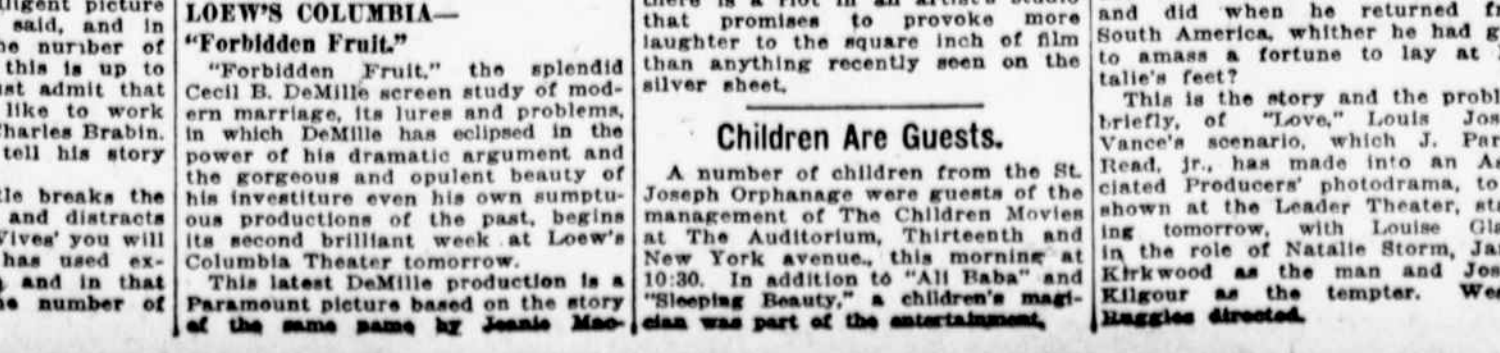 picture
said, and in
number of
this is up to
admit that
like to work
Charles Brabin.
tell his story
breaks the
and distracts
you will
has used ex-
and in that
number of
LOEW'S COLUMBIA—
"Forbidden Fruit."
"Forbidden Fruit," the splendid
Cecil B. DeMille screen study of mod-
ern marriage, its lures and problems,
in which DeMille has eclipsed in the
power of his dramatic argument and
the gorgeous and opulent beauty of
his investiture even his own sumptu-
ous productions of the past, begins
its second brilliant week at Loew's
Columbia Theater tomorrow.
This latest DeMille production is a
Paramount picture based on the story
of the same name by Jeanie Mac-
that promises to provoke more
laughter to the square inch of film
than anything recently seen on the
silver sheet.
Children Are Guests.
A number of children from the St.
Joseph Orphanage were guests of the
management of The Children Movies
at The Auditorium, Thirteenth and
New York avenue., this morning at
10:30. In addition to "Ali Baba" and
"Sleeping Beauty," a children's magi-
cian was part of the entertainment.
and did when he returned
South America, whither he had
to amass a fortune to lay at
talie's feet?
This is the story and the
briefly, of "Love," Louis
Vance's scenario, which J.
Read, jr., has made into an
ciated Producers' photodrama, to
shown at the Leader Theater,
ing tomorrow, with Louise
in the role of Natalie Storm,
Kirkwood as the man and
Kilgour as the tempter.
Ruggles directed.